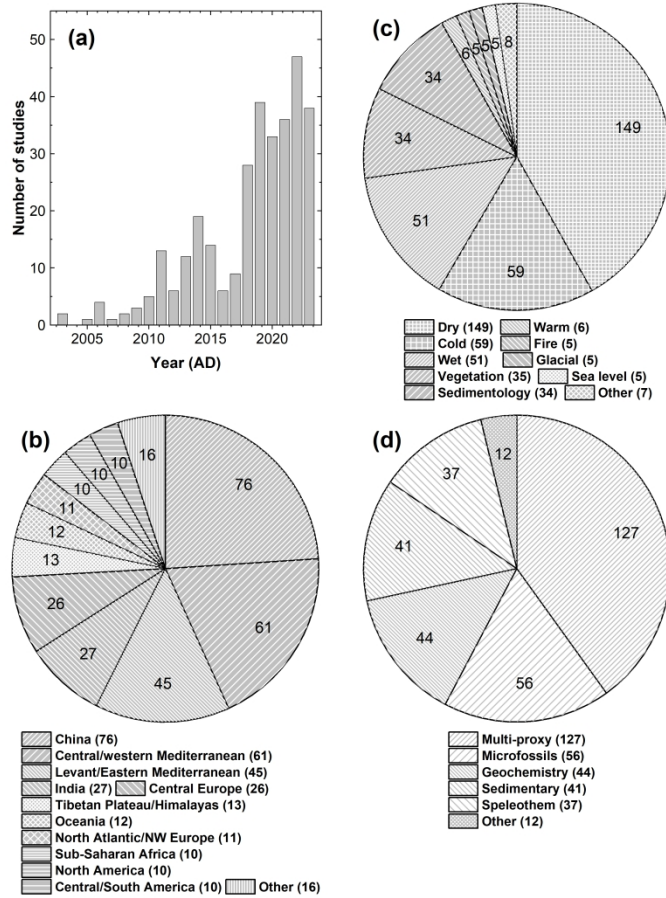 (a)
Number of studies
50
40
30
20
10
0
2005 2010 2015 2020
Year (AD)
(c)
149
59
51
34
34
6
5
5
5
8
Dry (149) Warm (6)
Cold (59) Fire (5)
Wet (51) Glacial (5)
Vegetation (35) Sea level (5)
Sedimentology (34) Other (7)
(b)
76
61
45
27
26
13
12
11
10
10
10
16
China (76)
Central/western Mediterranean (61)
Levant/Eastern Mediterranean (45)
India (27) Central Europe (26)
Tibetan Plateau/Himalayas (13)
Oceania (12)
North Atlantic/NW Europe (11)
Sub-Saharan Africa (10)
North America (10)
Central/South America (10) Other (16)
(d)
127
56
44
41
37
12
Multi-proxy (127)
Microfossils (56)
Geochemistry (44)
Sedimentary (41)
Speleothem (37)
Other (12)